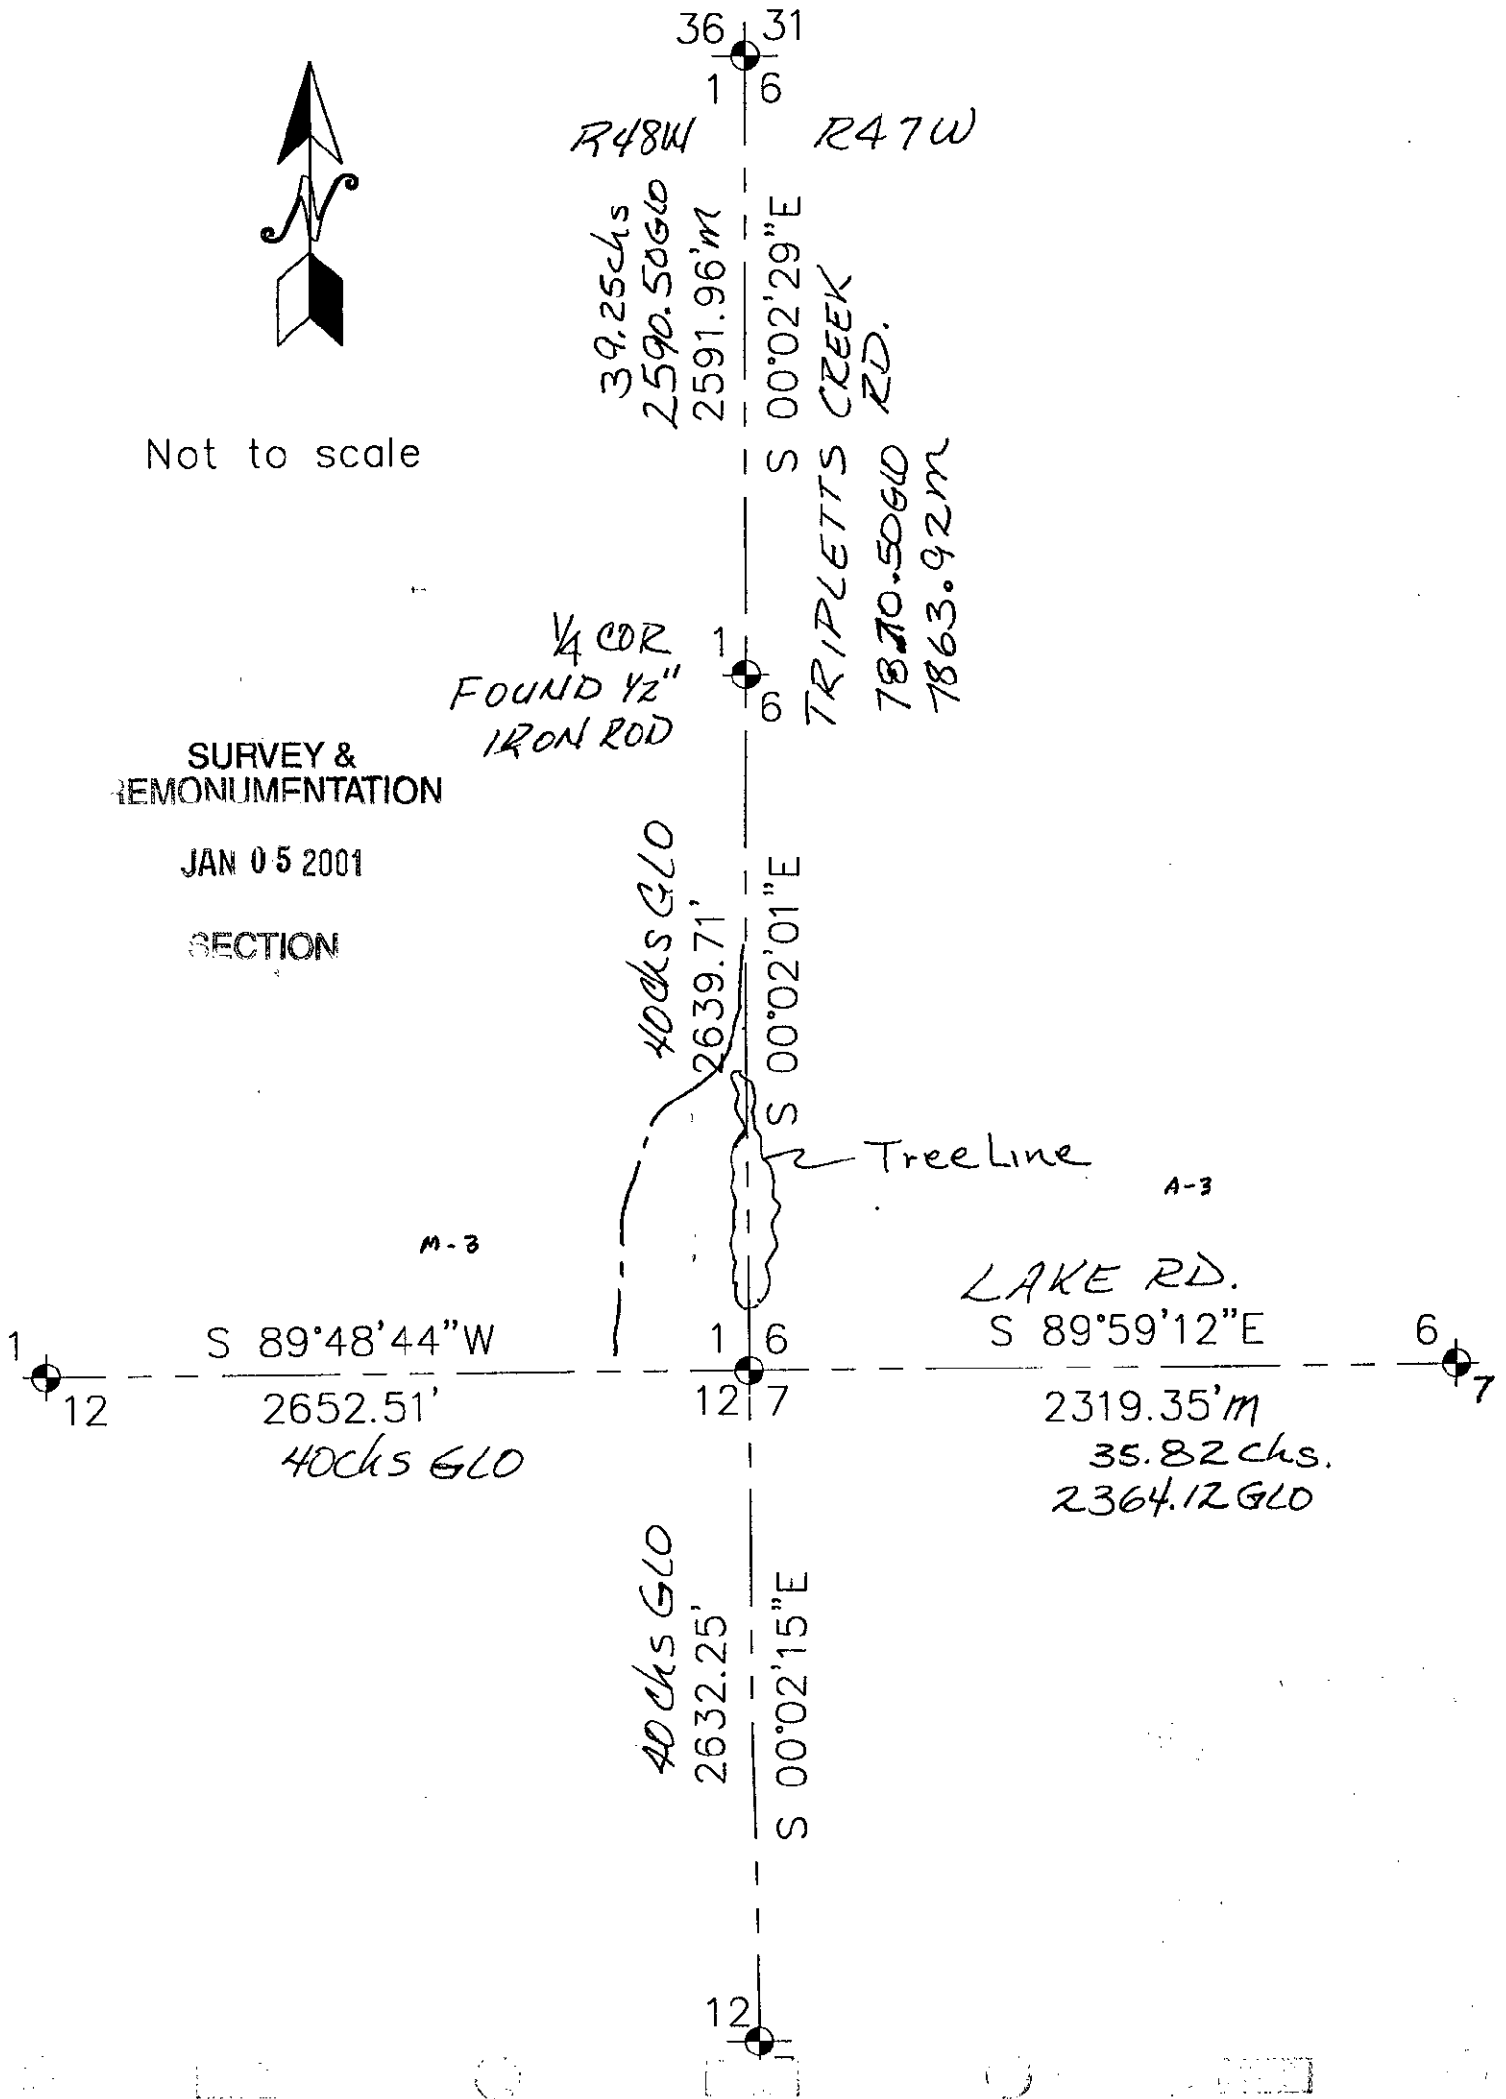 36 31
1 6
R48W R47W
39.25chs
2590.50GLO
2591.96'm
S 00°02'29"E
TRIPLETTS CREEK
RD.
7863.92m
Not to scale
1/4 COR
FOUND 1/2"
IRON ROD
1
6
SURVEY &
REMONUMENTATION
JAN 05 2001
SECTION
40chs GLO
2639.71'
S 00°02'01"E
Tree Line
A-3
M-3
LAKE RD.
1
12
S 89°48'44"W
2652.51'
40chs GLO
1 6
12 7
S 89°59'12"E
2319.35'm
35.82 chs.
2364.12 GLO
6
7
40chs GLO
2632.25'
S 00°02'15"E
12